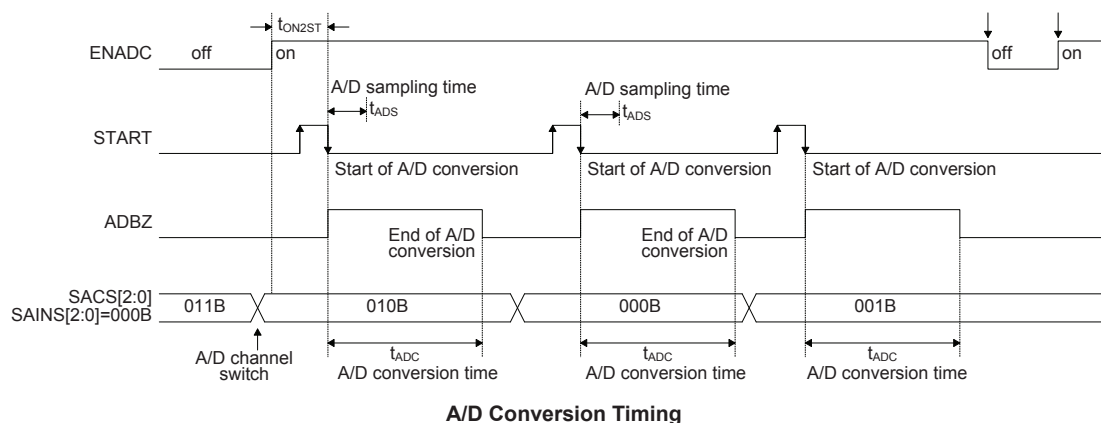 tON2ST
ENADC off on off on
A/D sampling time A/D sampling time
tADS tADS
START
Start of A/D conversion Start of A/D conversion Start of A/D conversion
ADBZ
End of A/D conversion End of A/D conversion
SACS[2:0]
SAINS[2:0]=000B
011B 010B 000B 001B
A/D channel
switch
tADC tADC tADC
A/D conversion time A/D conversion time A/D conversion time
A/D Conversion Timing